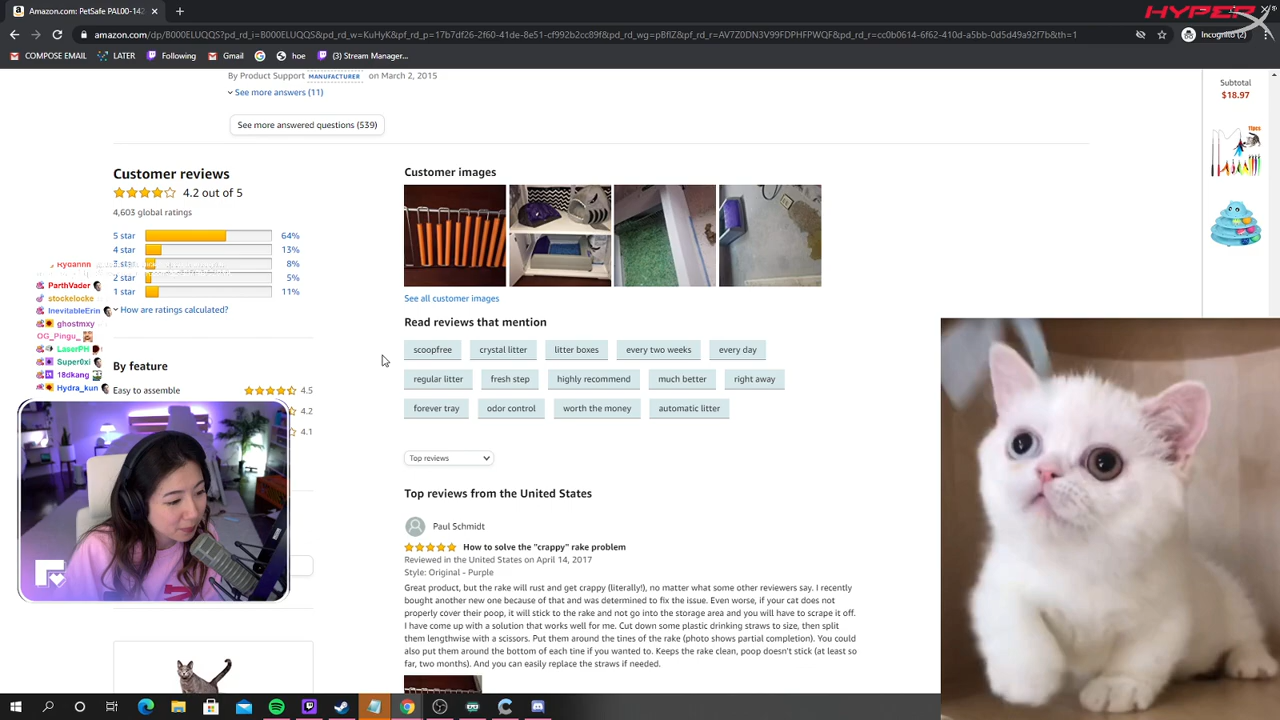 Amazon.com: PetSafe PAL00-142
HYPERX
amazon.com/dp/B000ELUQQS?pd_rd_i=B000ELUQQS&pd_rd_w=KuHyK&pf_rd_p=17b7df26-2f60-41de-8e51-cf992b2cc89f&pd_rd_wg=pBflZ&pf_rd_r=AV7Z0DN3V99FDPHFPWQF&pd_rd_r=cc0b0614-6f62-410d-a5bb-0d5d49a92f7b&th=1
Incognito (2)
COMPOSE EMAIL
LATER
Following
Gmail
hoe
(3) Stream Manager...
By Product Support MANUFACTURER on March 2, 2015
See more answers (11)
See more answered questions (539)
Subtotal
$18.97
11pcs
Customer reviews
4.2 out of 5
4,603 global ratings
5 star 64%
4 star 13%
3 star 8%
2 star 5%
1 star 11%
How are ratings calculated?
Rydannn
ParthVader
stockelocke
InevitableErin
ghostmxy
OG_Pingu_
LaserPH
Super0xi
18dkang
Hydra_kun
By feature
Easy to assemble 4.5
4.2
4.1
Customer images
See all customer images
Read reviews that mention
scoopfree crystal litter litter boxes every two weeks every day
regular litter fresh step highly recommend much better right away
forever tray odor control worth the money automatic litter
Top reviews
Top reviews from the United States
Paul Schmidt
How to solve the "crappy" rake problem
Reviewed in the United States on April 14, 2017
Style: Original - Purple
Great product, but the rake will rust and get crappy (literally!), no matter what some other reviewers say. I recently
bought another new one because of that and was determined to fix the issue. Even worse, if your cat does not
properly cover their poop, it will stick to the rake and not go into the storage area and you will have to scrape it off.
I have come up with a solution that works well for me. Cut down some plastic drinking straws to size, then split
them lengthwise with a scissors. Put them around the tines of the rake (photo shows partial completion). You could
also put them around the bottom of each tine if you wanted to. Keeps the rake clean, poop doesn't stick (at least so
far, two months). And you can easily replace the straws if needed.